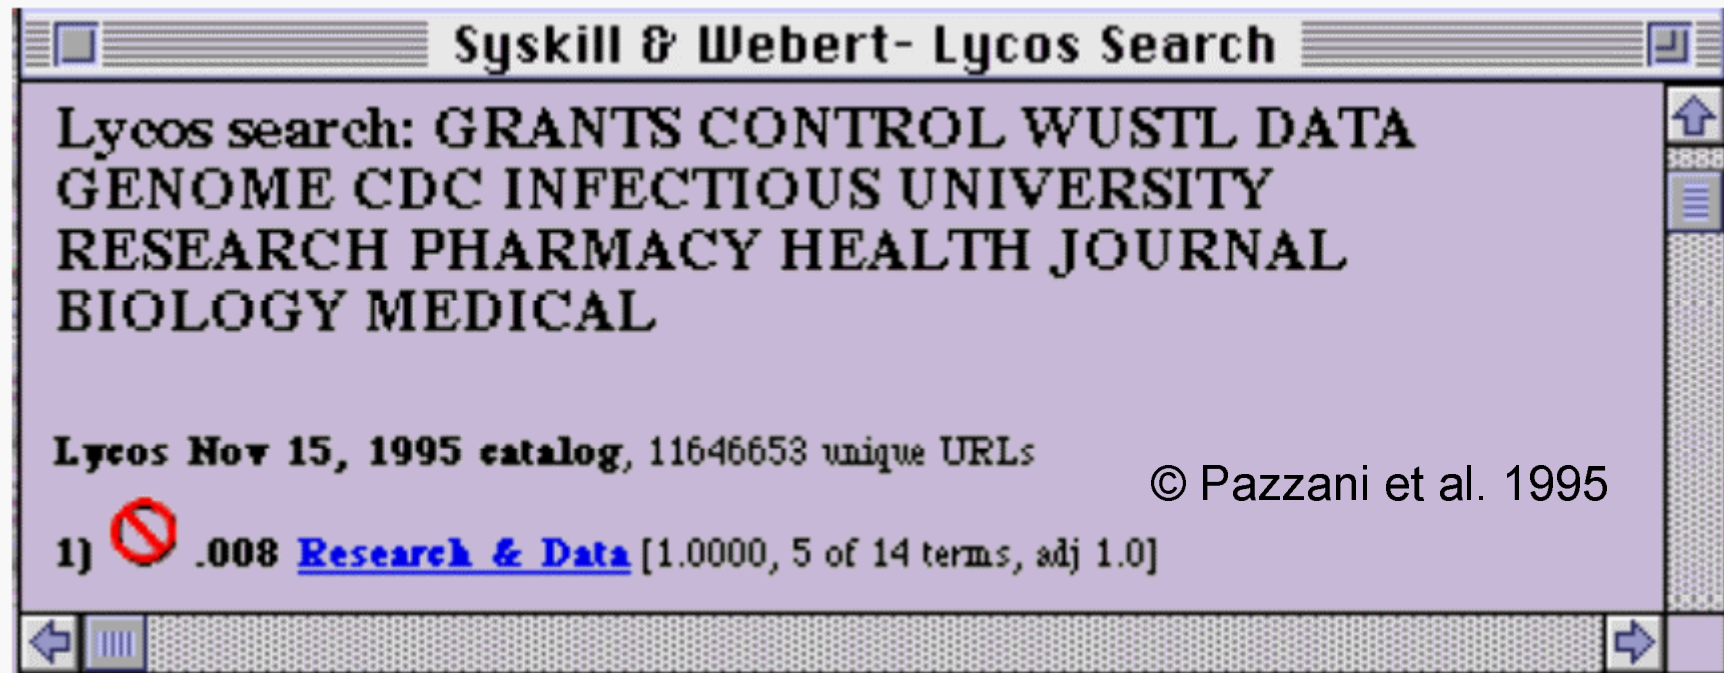 Syskill & Webert- Lycos Search
Lycos search: GRANTS CONTROL WUSTL DATA
GENOME CDC INFECTIOUS UNIVERSITY
RESEARCH PHARMACY HEALTH JOURNAL
BIOLOGY MEDICAL
Lycos Nov 15, 1995 catalog, 11646653 unique URLs
© Pazzani et al. 1995
1) .008 Research & Data [1.0000, 5 of 14 terms, adj 1.0]